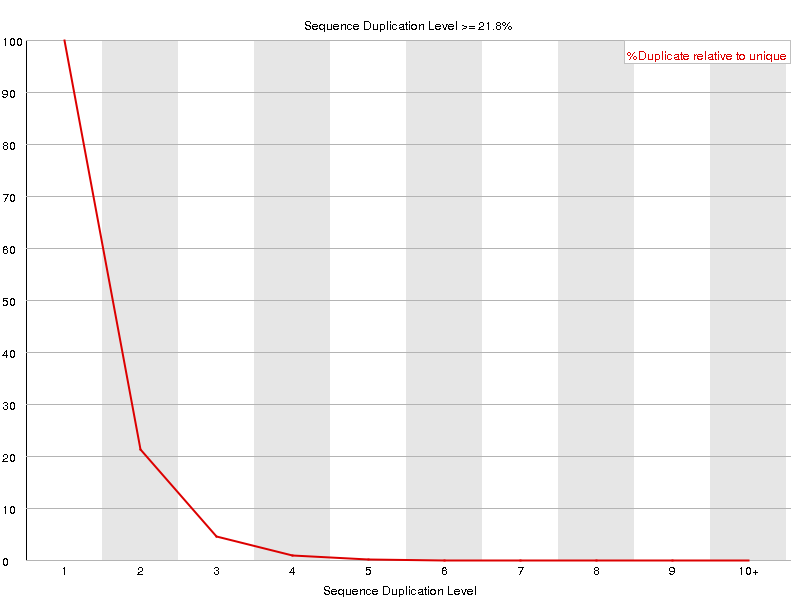 Sequence Duplication Level >= 21.8%
%Duplicate relative to unique
100
90
80
70
60
50
40
30
20
10
0
1 2 3 4 5 6 7 8 9 10+
Sequence Duplication Level